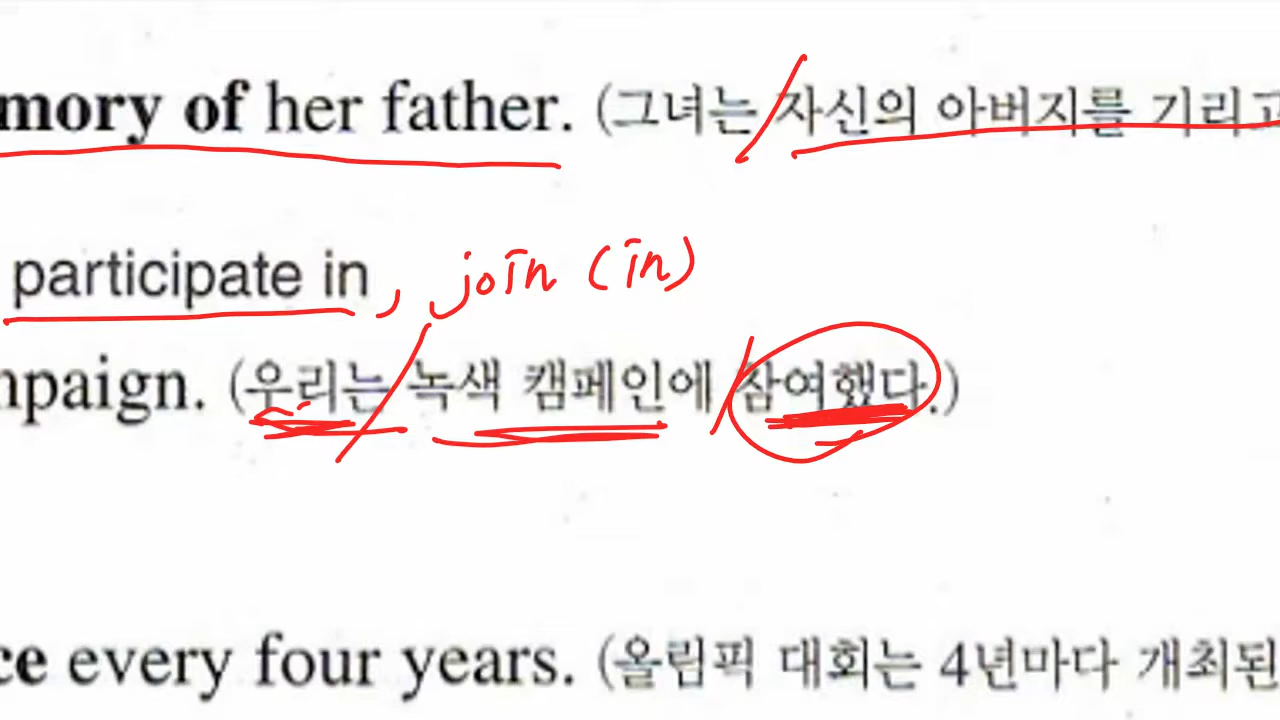 mory of her father. (그녀는 자신의 아버지를 기리고
participate in, join (in)
mpaign. (우리는 녹색 캠페인에 참여했다.)
ce every four years. (올림픽 대회는 4년마다 개최된